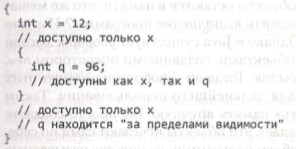 {
int x = 12;
// доступно только x
{
int q = 96;
// доступны как x, так и q
}
// доступно только x
// q находится "за пределами видимости"
}